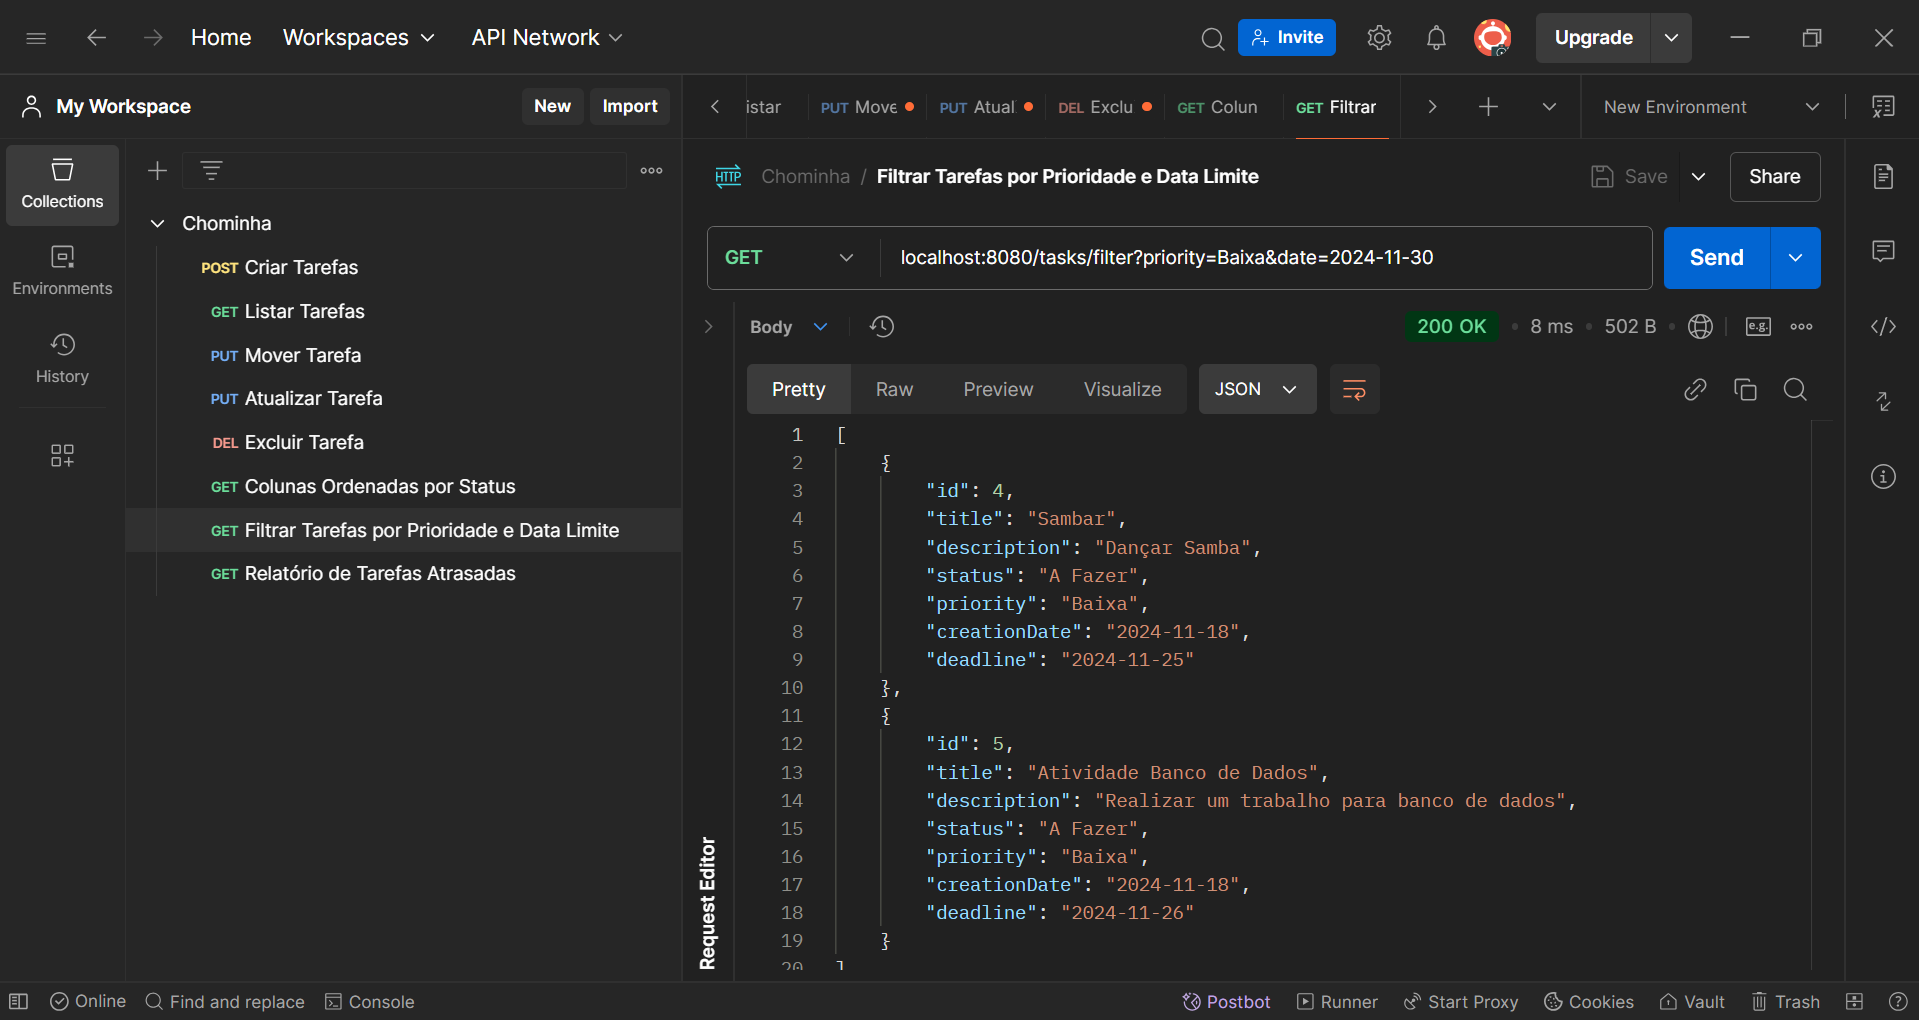 Home Workspaces API Network Invite Upgrade
My Workspace New Import
istar PUT Move PUT Atual DEL Exclu GET Colun GET Filtrar New Environment
Collections
Environments
History
Chominha
POST Criar Tarefas
GET Listar Tarefas
PUT Mover Tarefa
PUT Atualizar Tarefa
DEL Excluir Tarefa
GET Colunas Ordenadas por Status
GET Filtrar Tarefas por Prioridade e Data Limite
GET Relatório de Tarefas Atrasadas
HTTP Chominha / Filtrar Tarefas por Prioridade e Data Limite Save Share
GET localhost:8080/tasks/filter?priority=Baixa&date=2024-11-30 Send
Body 200 OK 8 ms 502 B e.g.
Pretty Raw Preview Visualize JSON
1 [
2 {
3 "id": 4,
4 "title": "Sambar",
5 "description": "Dançar Samba",
6 "status": "A Fazer",
7 "priority": "Baixa",
8 "creationDate": "2024-11-18",
9 "deadline": "2024-11-25"
10 },
11 {
12 "id": 5,
13 "title": "Atividade Banco de Dados",
14 "description": "Realizar um trabalho para banco de dados",
15 "status": "A Fazer",
16 "priority": "Baixa",
17 "creationDate": "2024-11-18",
18 "deadline": "2024-11-26"
19 }
20 ]
Request Editor
Online Find and replace Console Postbot Runner Start Proxy Cookies Vault Trash